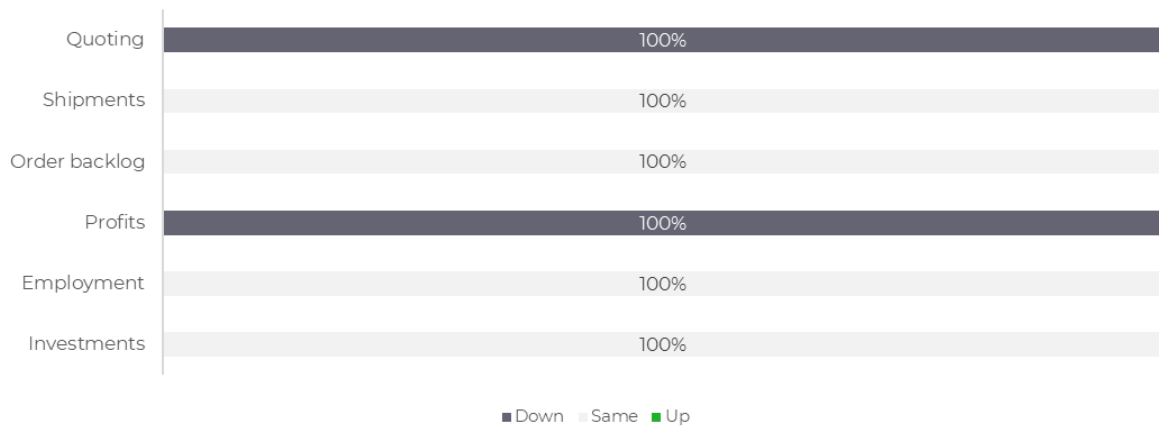 Quoting 100%
Shipments 100%
Order backlog 100%
Profits 100%
Employment 100%
Investments 100%
Down Same Up